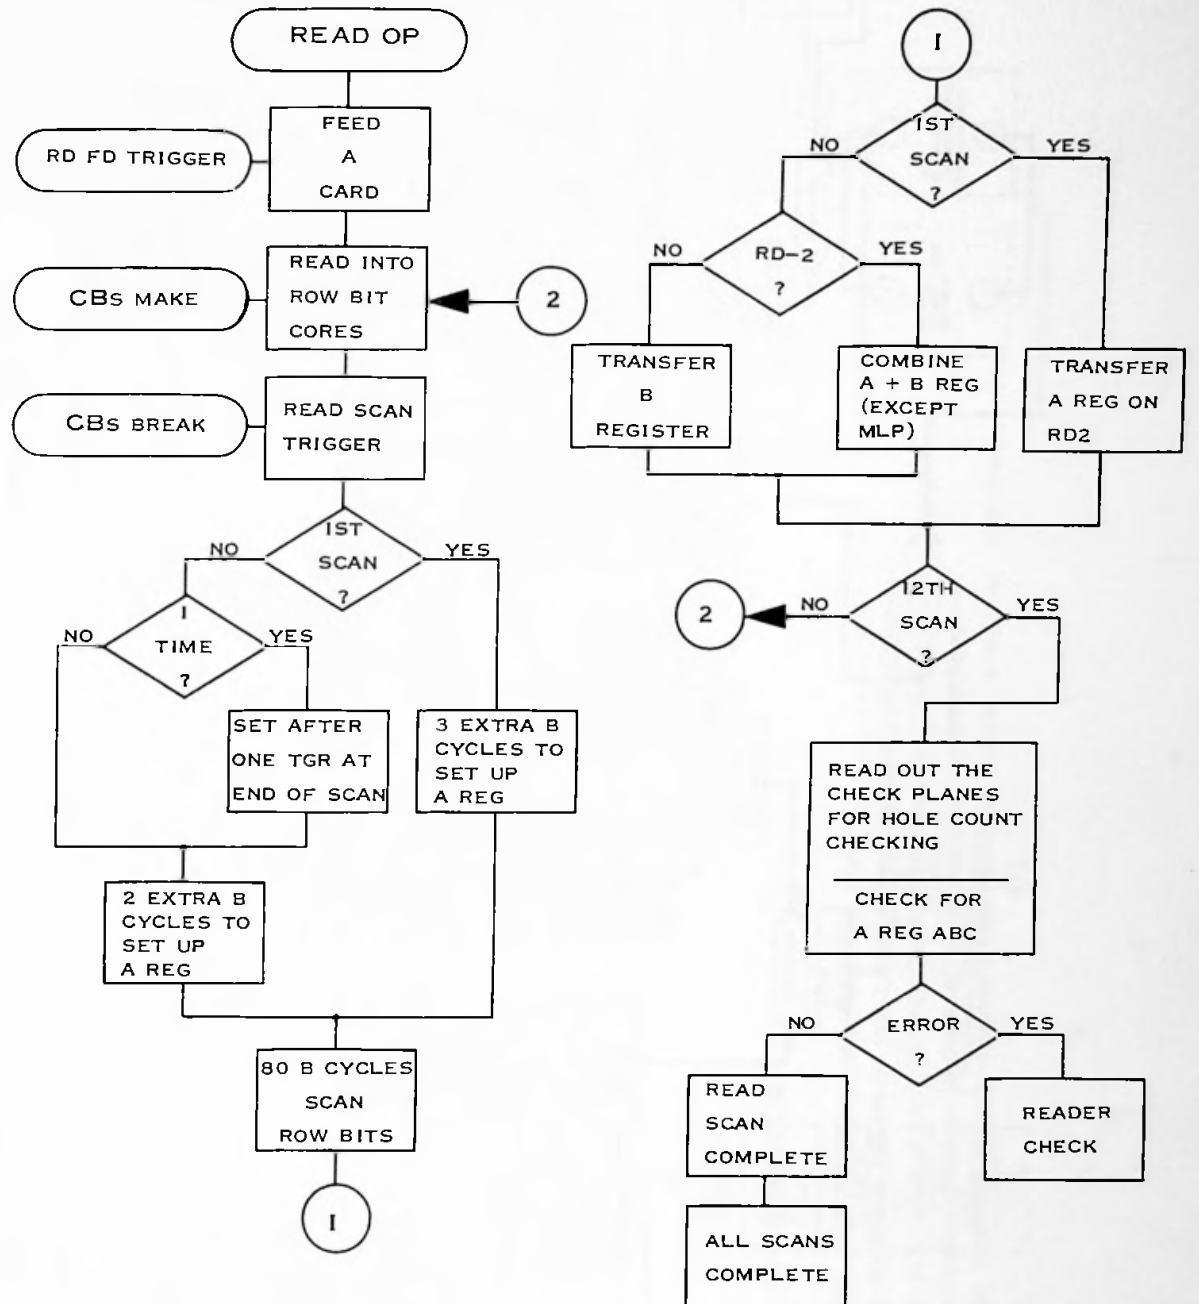 READ OP
FEED
A
CARD
RD FD TRIGGER
READ INTO
ROW BIT
CORES
CBs MAKE
2
READ SCAN
TRIGGER
CBs BREAK
1ST
SCAN
?
NO
YES
1
TIME
?
NO
YES
SET AFTER
ONE TGR AT
END OF SCAN
3 EXTRA B
CYCLES TO
SET UP
A REG
2 EXTRA B
CYCLES TO
SET UP
A REG
80 B CYCLES
SCAN
ROW BITS
1
1
1ST
SCAN
?
NO
YES
RD-2
?
NO
YES
TRANSFER
B
REGISTER
COMBINE
A + B REG
(EXCEPT
MLP)
TRANSFER
A REG ON
RD2
12TH
SCAN
?
NO
YES
2
READ OUT THE
CHECK PLANES
FOR HOLE COUNT
CHECKING
CHECK FOR
A REG ABC
ERROR
?
NO
YES
READ
SCAN
COMPLETE
READER
CHECK
ALL SCANS
COMPLETE